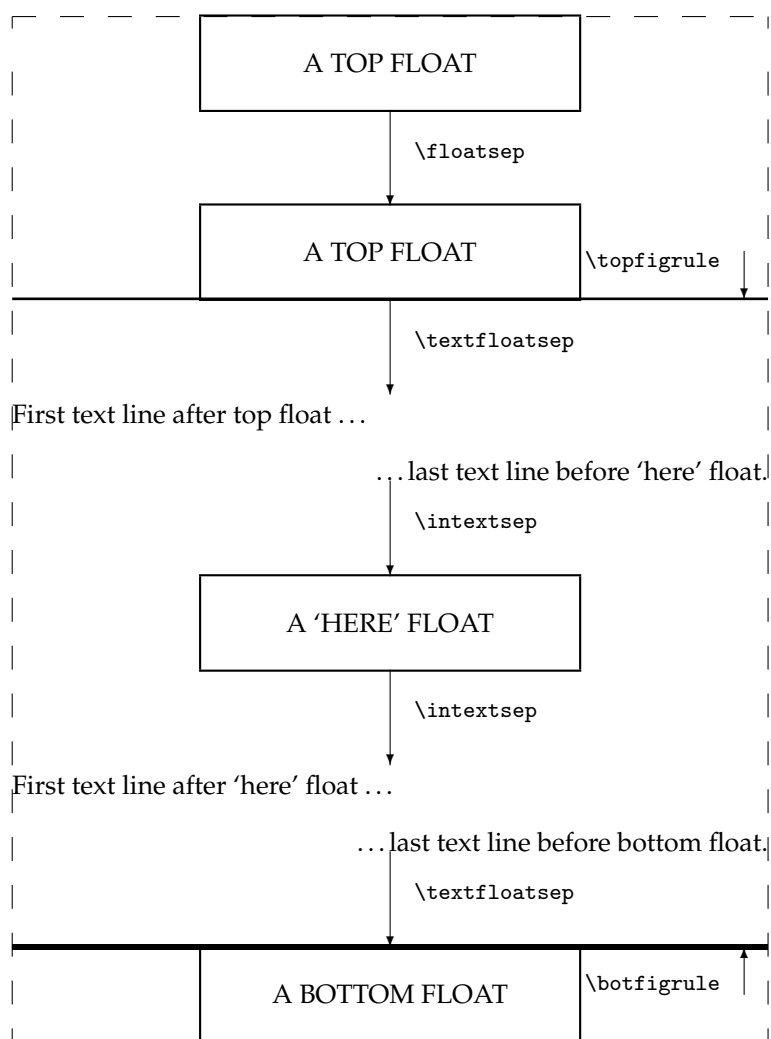 A TOP FLOAT
\floatsep
A TOP FLOAT
\topfigrule
\textfloatsep
First text line after top float ...
... last text line before ‘here’ float.
\intextsep
A ‘HERE’ FLOAT
\intextsep
First text line after ‘here’ float ...
... last text line before bottom float.
\textfloatsep
A BOTTOM FLOAT
\botfigrule